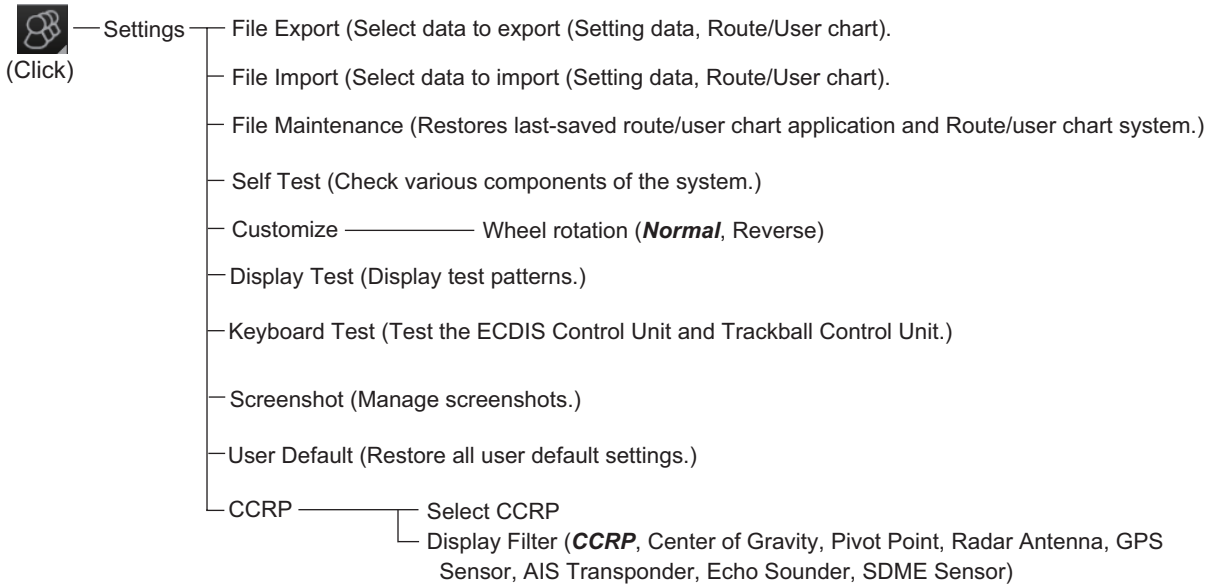 Settings
(Click)
File Export (Select data to export (Setting data, Route/User chart).
File Import (Select data to import (Setting data, Route/User chart).
File Maintenance (Restores last-saved route/user chart application and Route/user chart system.)
Self Test (Check various components of the system.)
Customize
Wheel rotation (Normal, Reverse)
Display Test (Display test patterns.)
Keyboard Test (Test the ECDIS Control Unit and Trackball Control Unit.)
Screenshot (Manage screenshots.)
User Default (Restore all user default settings.)
CCRP
Select CCRP
Display Filter (CCRP, Center of Gravity, Pivot Point, Radar Antenna, GPS
Sensor, AIS Transponder, Echo Sounder, SDME Sensor)